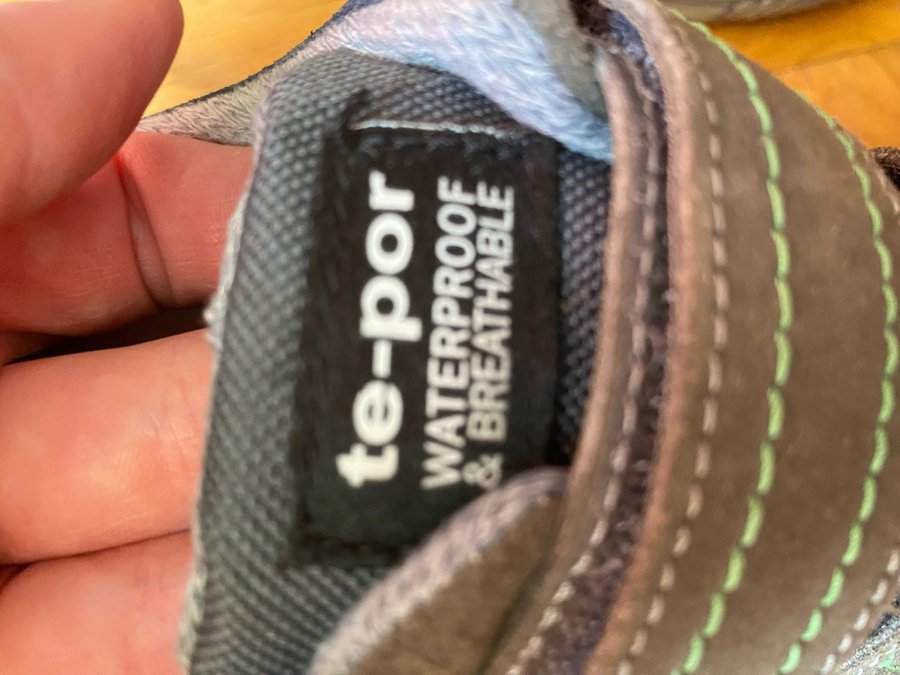 te-por
WATERPROOF
& BREATHABLE